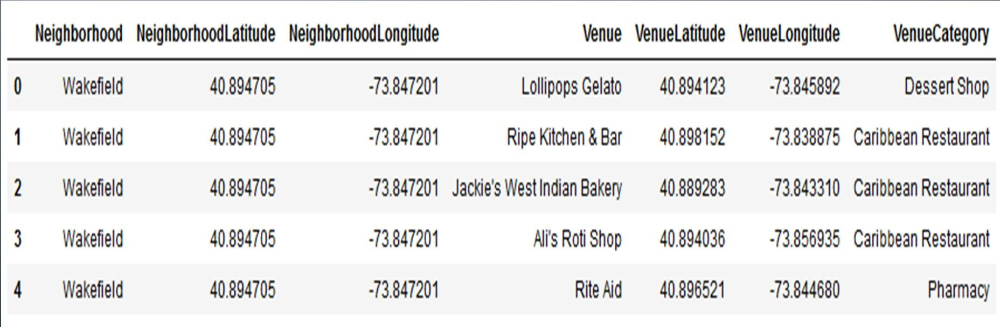 Neighborhood NeighborhoodLatitude NeighborhoodLongitude Venue VenueLatitude VenueLongitude VenueCategory
0 Wakefield 40.894705 -73.847201 Lollipops Gelato 40.894123 -73.845892 Dessert Shop
1 Wakefield 40.894705 -73.847201 Ripe Kitchen & Bar 40.898152 -73.838875 Caribbean Restaurant
2 Wakefield 40.894705 -73.847201 Jackie's West Indian Bakery 40.889283 -73.843310 Caribbean Restaurant
3 Wakefield 40.894705 -73.847201 Ali's Roti Shop 40.894036 -73.856935 Caribbean Restaurant
4 Wakefield 40.894705 -73.847201 Rite Aid 40.896521 -73.844680 Pharmacy